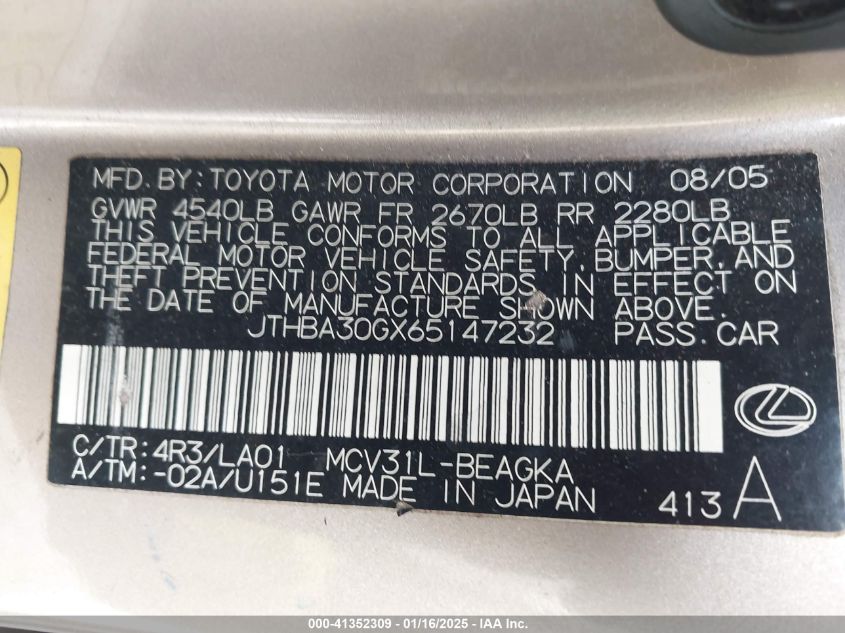 MFD. BY: TOYOTA MOTOR CORPORATION 08/05
GVWR 4540LB GAWR FR 2670LB RR 2280LB
THIS VEHICLE CONFORMS TO ALL APPLICABLE
FEDERAL MOTOR VEHICLE SAFETY, BUMPER, AND
THEFT PREVENTION STANDARDS IN EFFECT ON
THE DATE OF MANUFACTURE SHOWN ABOVE.
JTHBA30GX65147232 PASS. CAR
C/TR: 4R3/LA01 MCV31L-BEAGKA
A/TM: -02A/U151E MADE IN JAPAN 413 A
000-41352309 - 01/16/2025 - IAA Inc.